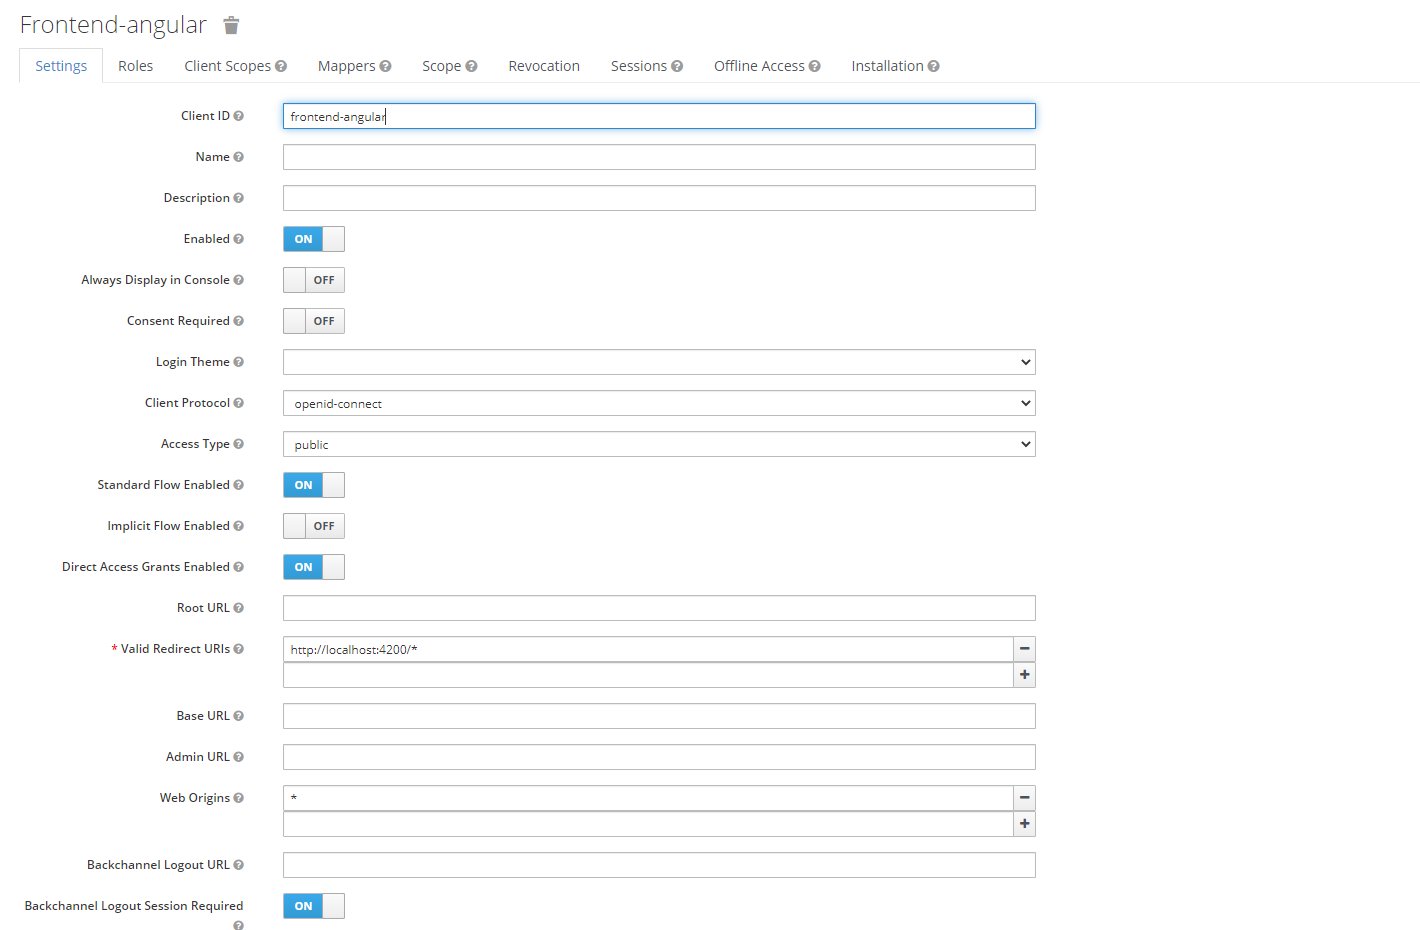 Frontend-angular
Settings Roles Client Scopes Mappers Scope Revocation Sessions Offline Access Installation
Client ID frontend-angular
Name
Description
Enabled ON
Always Display in Console OFF
Consent Required OFF
Login Theme
Client Protocol openid-connect
Access Type public
Standard Flow Enabled ON
Implicit Flow Enabled OFF
Direct Access Grants Enabled ON
Root URL
* Valid Redirect URIs http://localhost:4200/*
Base URL
Admin URL
Web Origins *
Backchannel Logout URL
Backchannel Logout Session Required ON